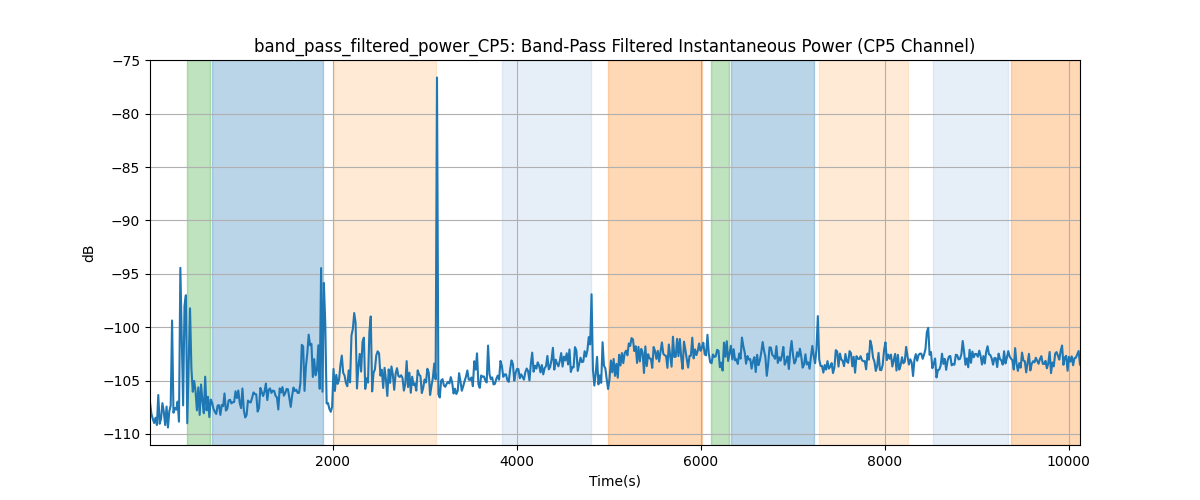 band_pass_filtered_power_CP5: Band-Pass Filtered Instantaneous Power (CP5 Channel)
−75
−80
−85
−90
−95
−100
−105
−110
dB
2000 4000 6000 8000 10000
Time(s)